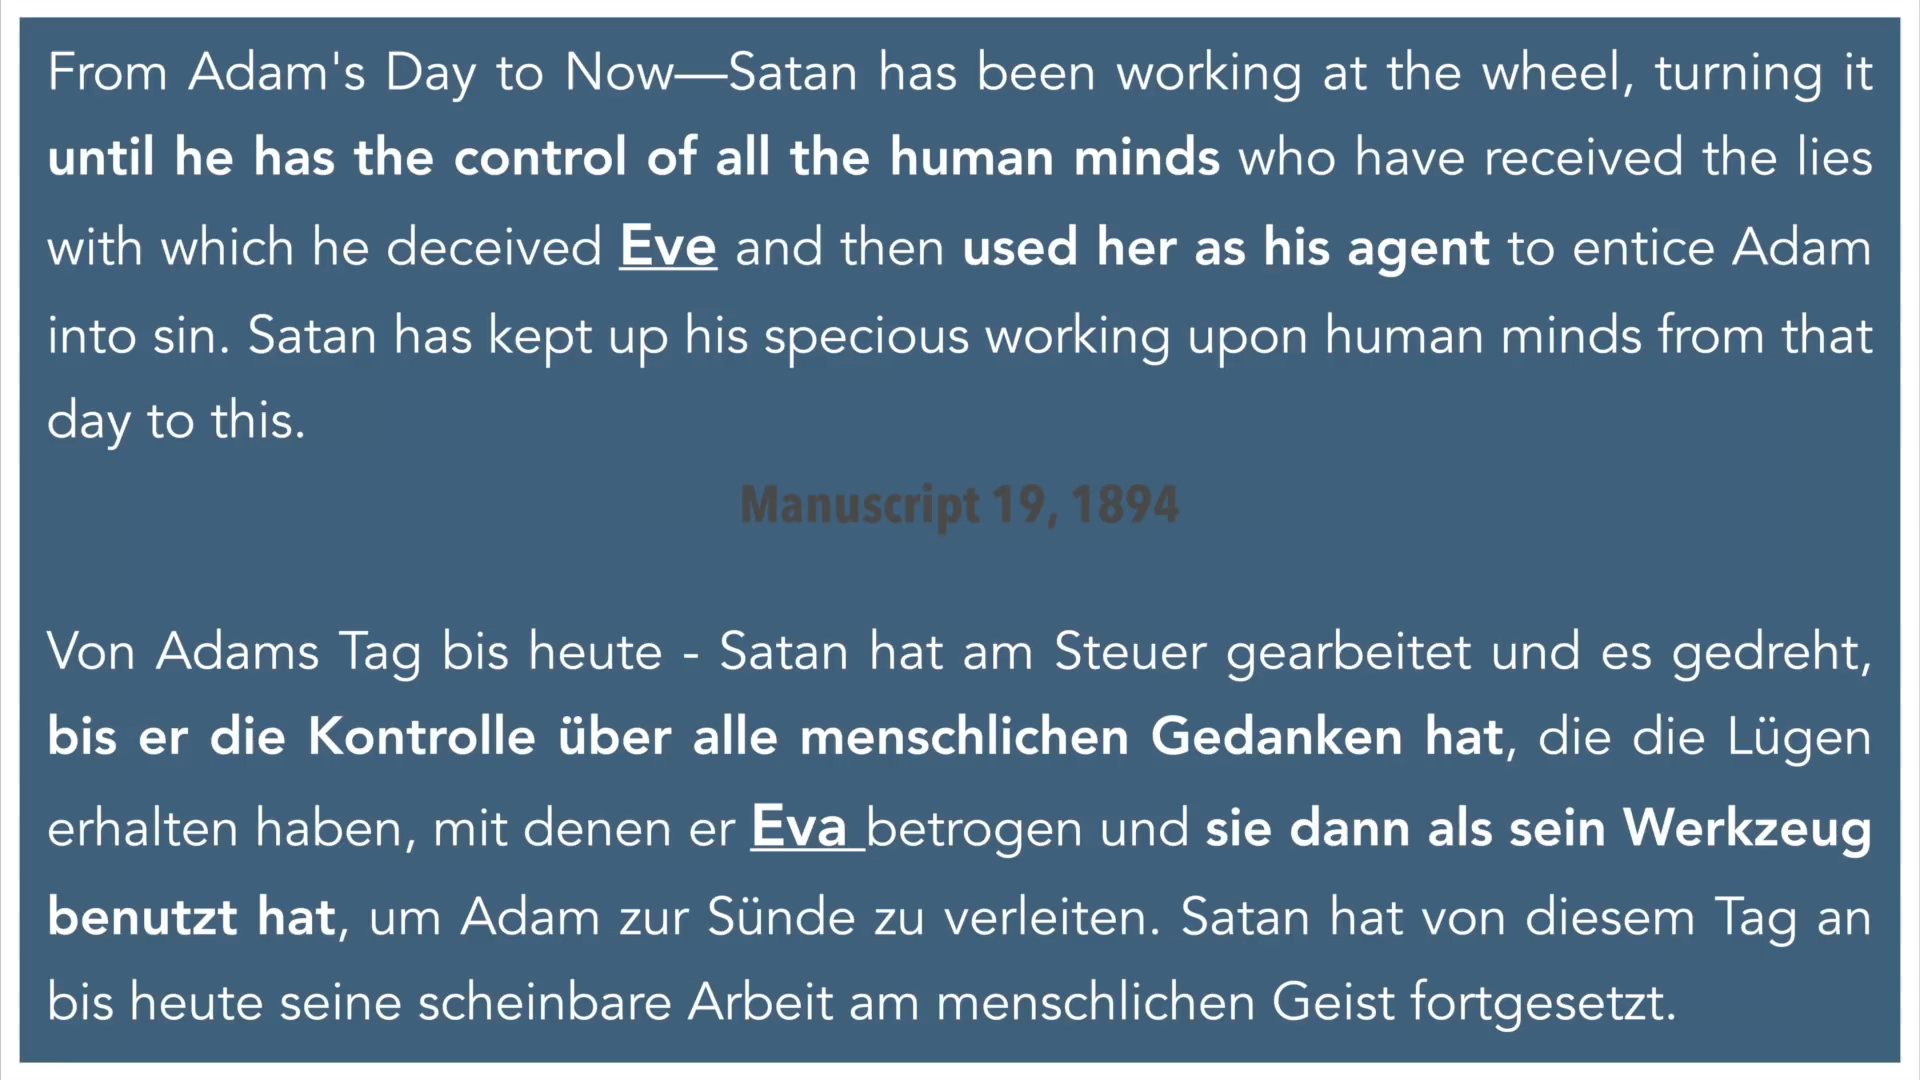 From Adam's Day to Now—Satan has been working at the wheel, turning it
until he has the control of all the human minds who have received the lies
with which he deceived Eve and then used her as his agent to entice Adam
into sin. Satan has kept up his specious working upon human minds from that
day to this.
Manuscript 19, 1894
Von Adams Tag bis heute - Satan hat am Steuer gearbeitet und es gedreht,
bis er die Kontrolle über alle menschlichen Gedanken hat, die die Lügen
erhalten haben, mit denen er Eva betrogen und sie dann als sein Werkzeug
benutzt hat, um Adam zur Sünde zu verleiten. Satan hat von diesem Tag an
bis heute seine scheinbare Arbeit am menschlichen Geist fortgesetzt.